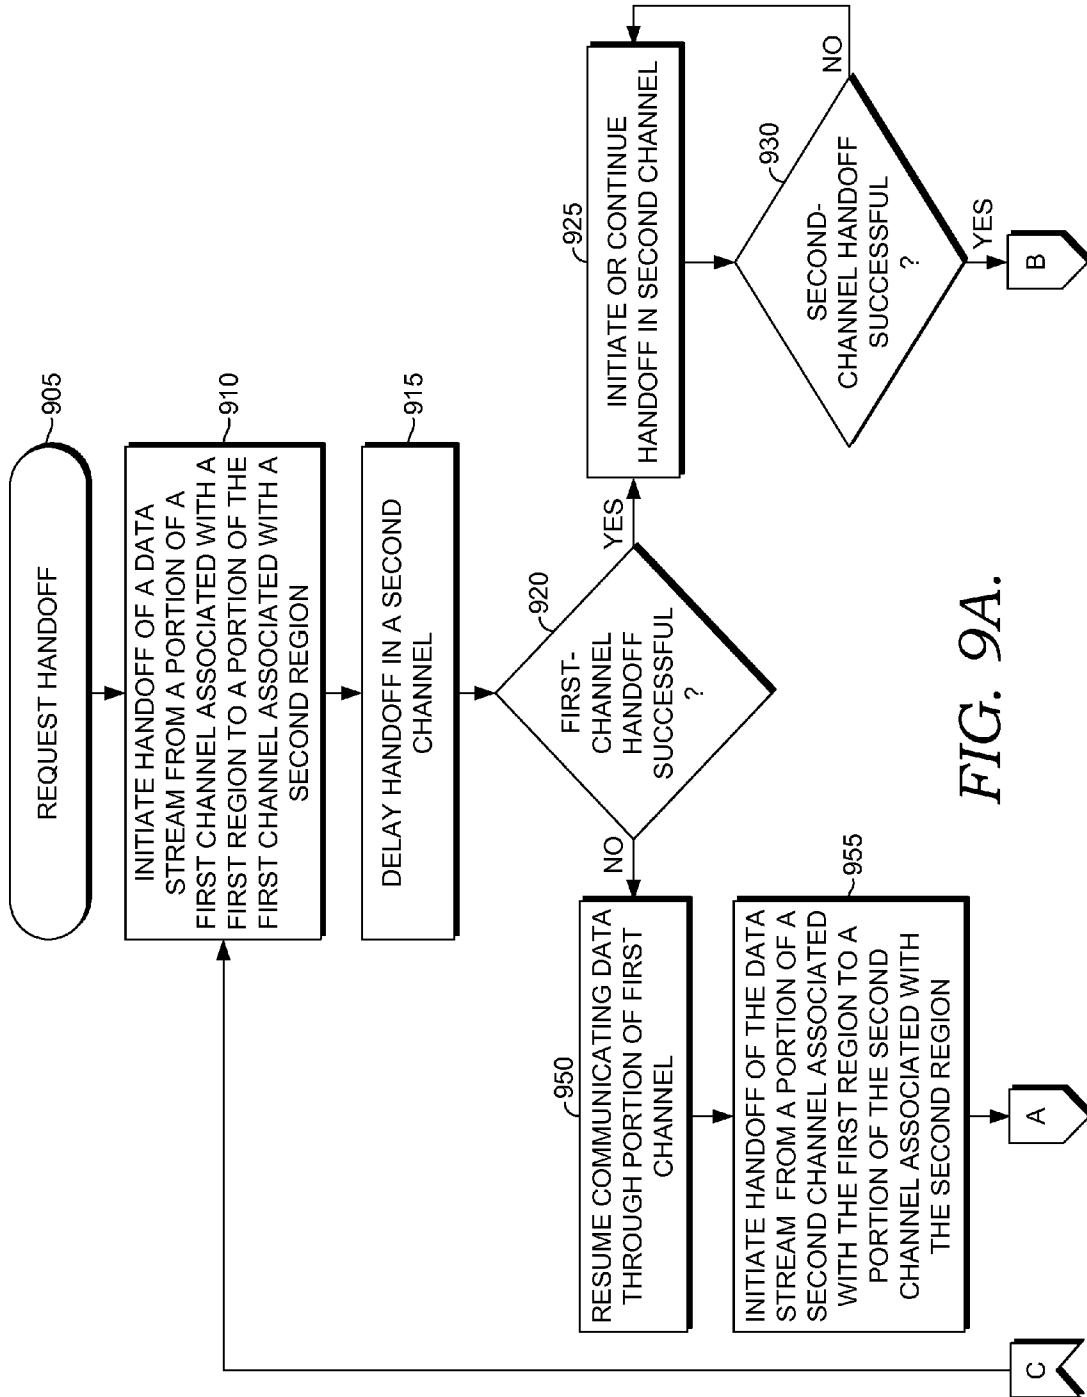 REQUEST HANDOFF
905
INITIATE HANDOFF OF A DATA
STREAM FROM A PORTION OF A
FIRST CHANNEL ASSOCIATED WITH A
FIRST REGION TO A PORTION OF THE
FIRST CHANNEL ASSOCIATED WITH A
SECOND REGION
910
DELAY HANDOFF IN A SECOND
CHANNEL
915
FIRST-
CHANNEL
HANDOFF
SUCCESSFUL
?
920
NO
YES
950
RESUME COMMUNICATING DATA
THROUGH PORTION OF FIRST
CHANNEL
INITIATE HANDOFF OF THE DATA
STREAM FROM A PORTION OF A
SECOND CHANNEL ASSOCIATED
WITH THE FIRST REGION TO A
PORTION OF THE SECOND
CHANNEL ASSOCIATED WITH
THE SECOND REGION
955
925
INITIATE OR CONTINUE
HANDOFF IN SECOND CHANNEL
SECOND-
CHANNEL HANDOFF
SUCCESSFUL
?
930
NO
YES
C
A
B
FIG. 9A.